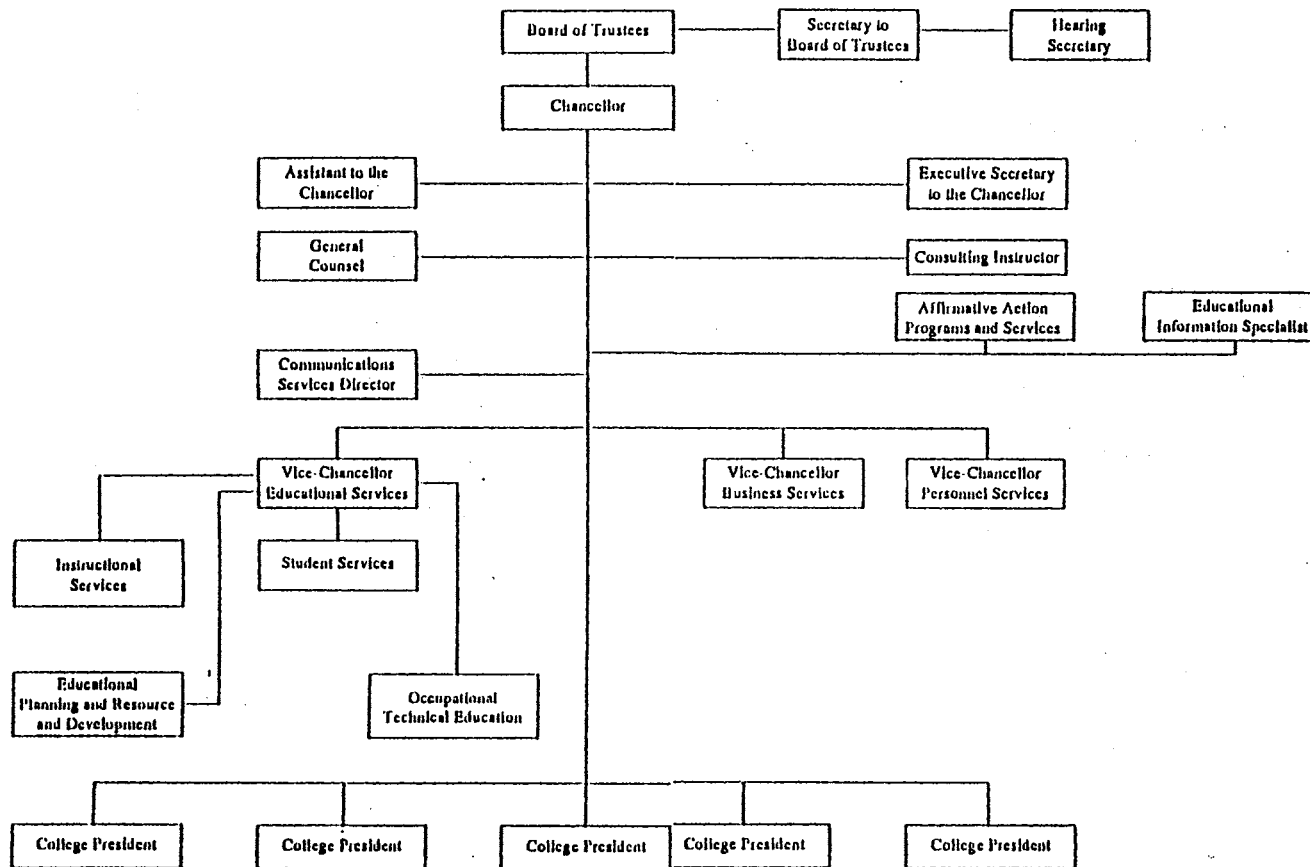 Board of Trustees
Secretary to
Board of Trustees
Hearing
Secretary
Chancellor
Assistant to the
Chancellor
Executive Secretary
to the Chancellor
General
Counsel
Consulting Instructor
Affirmative Action
Programs and Services
Educational
Information Specialist
Communications
Services Director
Vice-Chancellor
Educational Services
Vice-Chancellor
Business Services
Vice-Chancellor
Personnel Services
Instructional
Services
Student Services
Educational
Planning and Resource
and Development
Occupational
Technical Education
College President
College President
College President
College President
College President